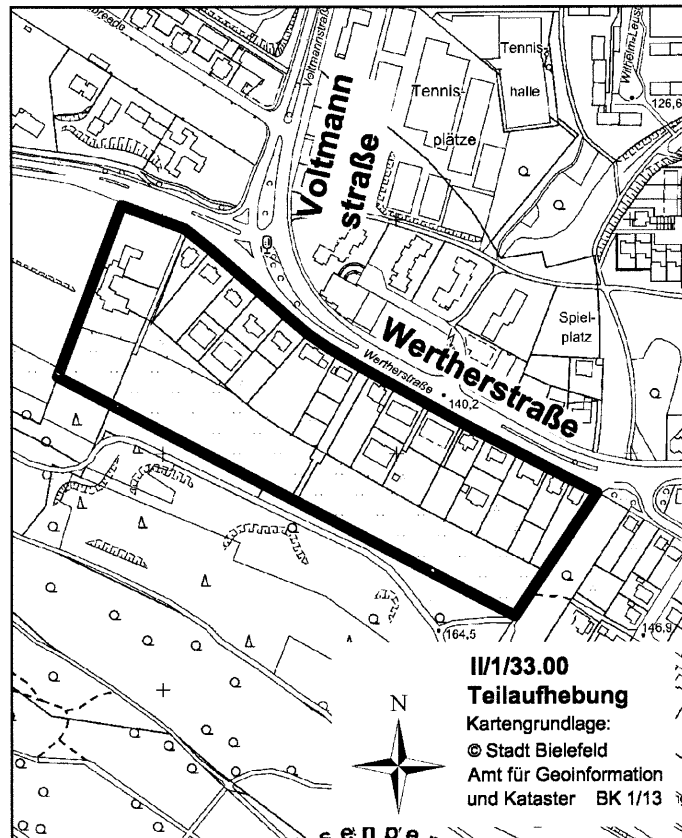 Voltmannstraße
Tennis-
halle
Tennis-
plätze
126,6
Voltmann
straße
Wertherstraße
Spiel-
platz
Wertherstraße
140,2
164,5
146,9
II/1/33.00
Teilaufhebung
Kartengrundlage:
© Stadt Bielefeld
Amt für Geoinformation
und Kataster BK 1/13
N